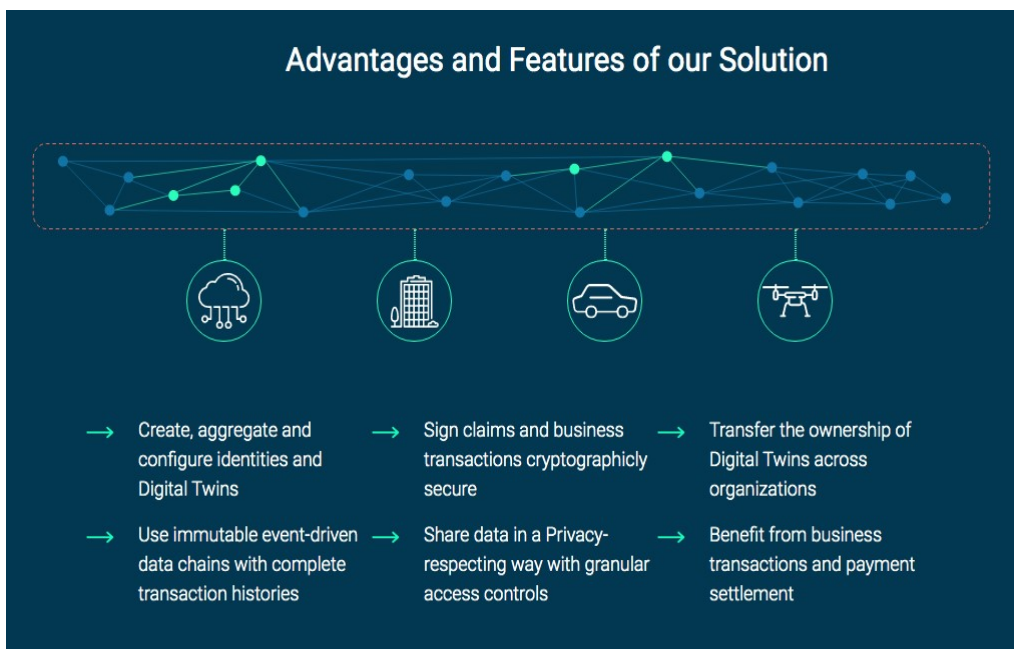 Advantages and Features of our Solution
Create, aggregate and
configure identities and
Digital Twins
Sign claims and business
transactions cryptographicly
secure
Transfer the ownership of
Digital Twins across
organizations
Use immutable event-driven
data chains with complete
transaction histories
Share data in a Privacy-
respecting way with granular
access controls
Benefit from business
transactions and payment
settlement